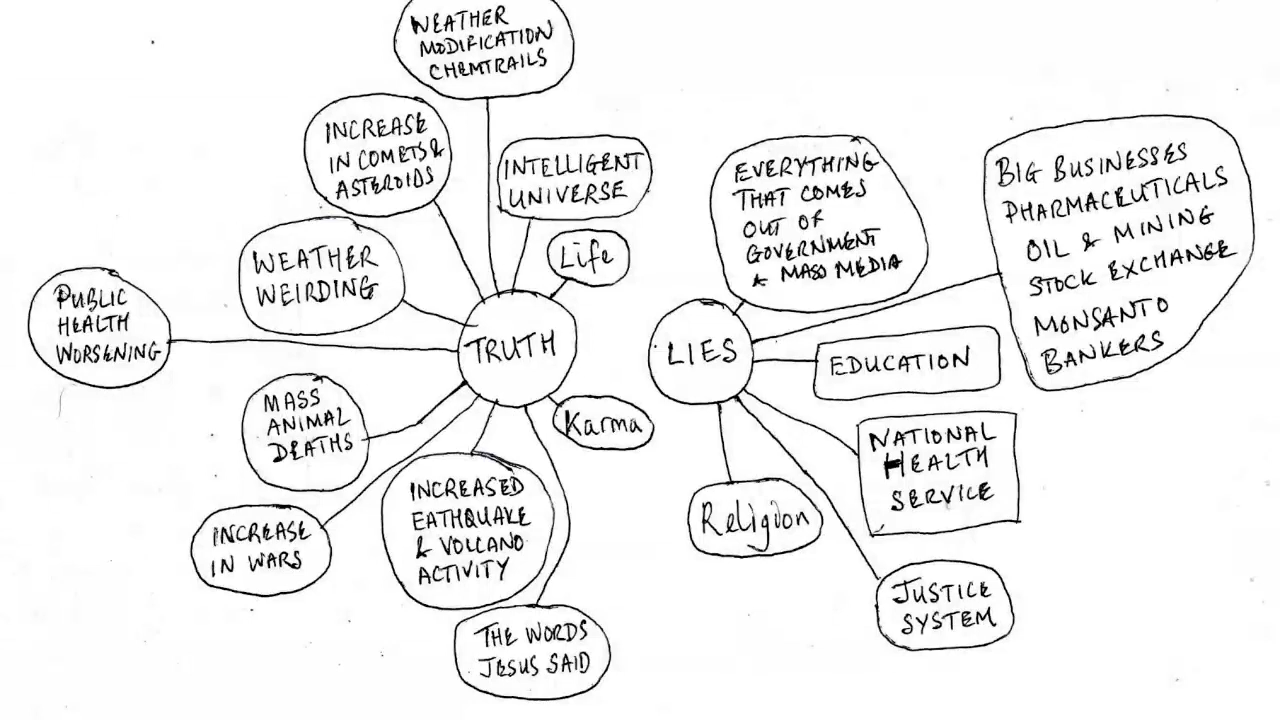 WEATHER
MODIFICATION
CHEMTRAILS
INCREASE
IN COMETS &
ASTEROIDS
INTELLIGENT
UNIVERSE
Life
WEATHER
WEIRDING
PUBLIC
HEALTH
WORSENING
TRUTH
MASS
ANIMAL
DEATHS
Karma
INCREASE
IN WARS
INCREASED
EATHQUAKE
& VOLCANO
ACTIVITY
THE WORDS
JESUS SAID
LIES
EVERYTHING
THAT COMES
OUT OF
GOVERNMENT
& MASS MEDIA
BIG BUSINESSES
PHARMACEUTICALS
OIL & MINING
STOCK EXCHANGE
MONSANTO
BANKERS
EDUCATION
NATIONAL
HEALTH
SERVICE
Religion
JUSTICE
SYSTEM